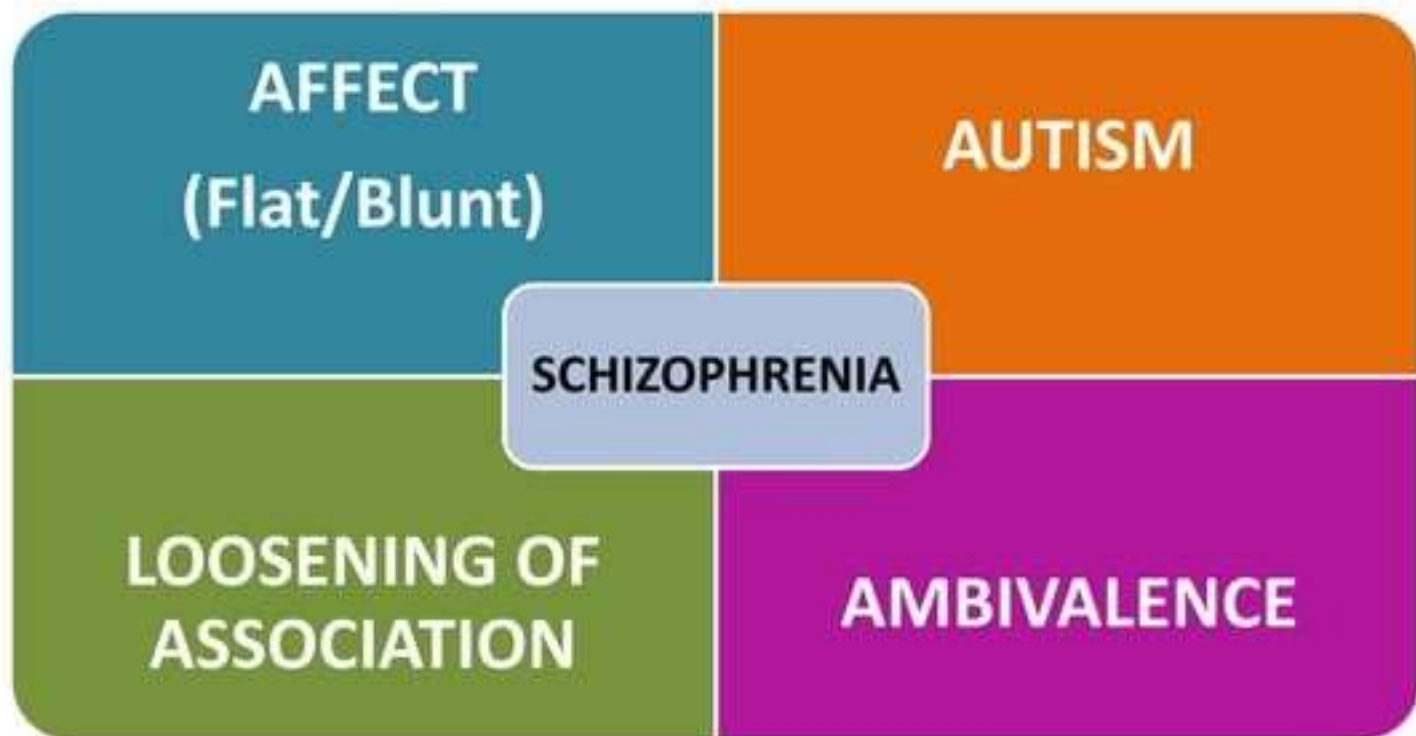 AFFECT
(Flat/Blunt)
AUTISM
SCHIZOPHRENIA
LOOSENING OF
ASSOCIATION
AMBIVALENCE